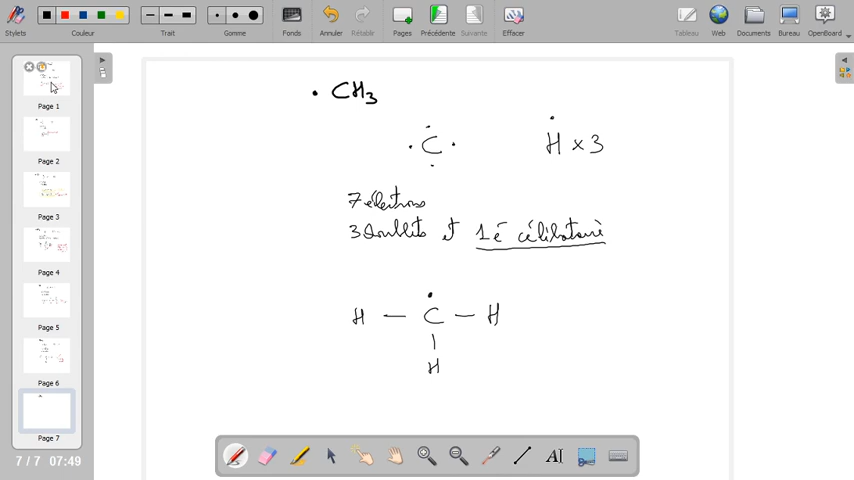 Stylets
Couleur
Trait
Gomme
Fonds
Annuler
Rétablir
Pages
Précédente
Suivante
Effacer
Tableau
Web
Documents
Bureau
OpenBoard
Page 1
Page 2
Page 3
Page 4
Page 5
Page 6
Page 7
7 / 7 07:49
• CH3
C H x 3
7 électrons
3 doublets et 1 é célibataire
H — C — H
H